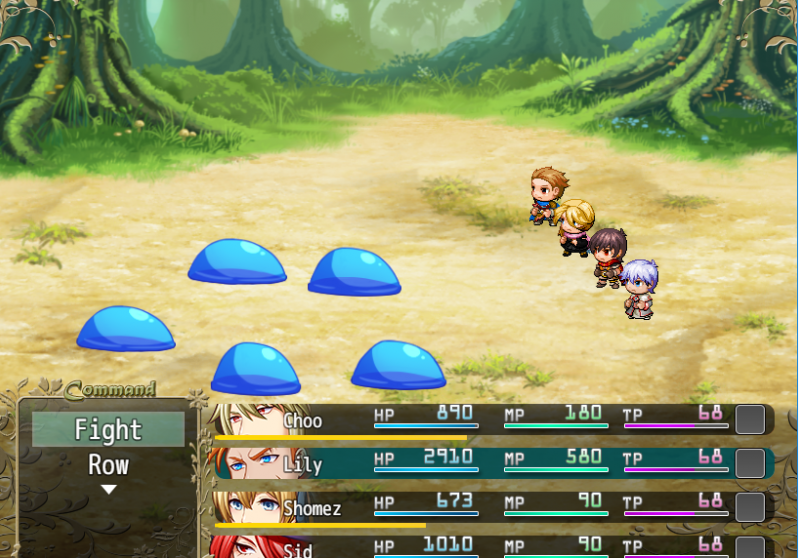 Command
Fight
Row
Choo HP 890 MP 180 TP 68
Lily HP 2910 MP 580 TP 68
Shomez HP 673 MP 90 TP 68
Sid HP 1010 MP 90 TP 68